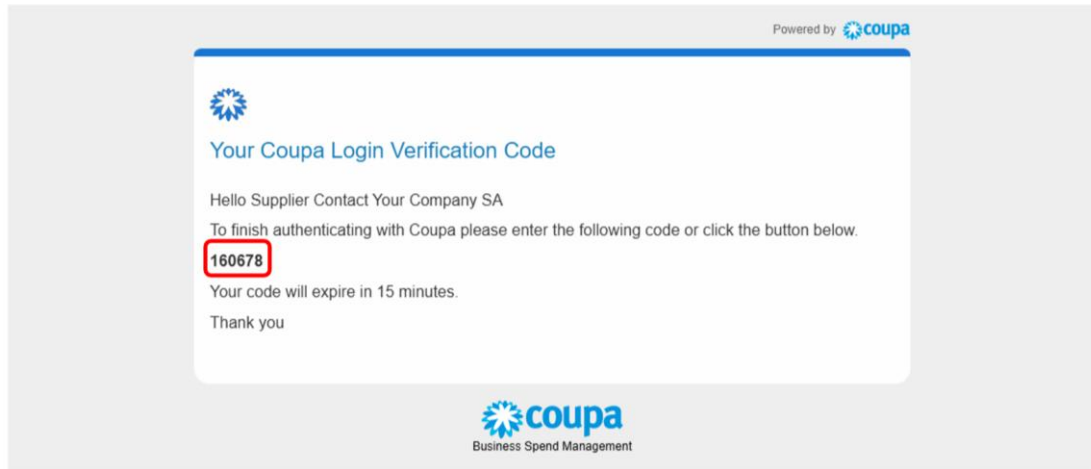 Powered by coupa
Your Coupa Login Verification Code
Hello Supplier Contact Your Company SA
To finish authenticating with Coupa please enter the following code or click the button below.
160678
Your code will expire in 15 minutes.
Thank you
coupa
Business Spend Management